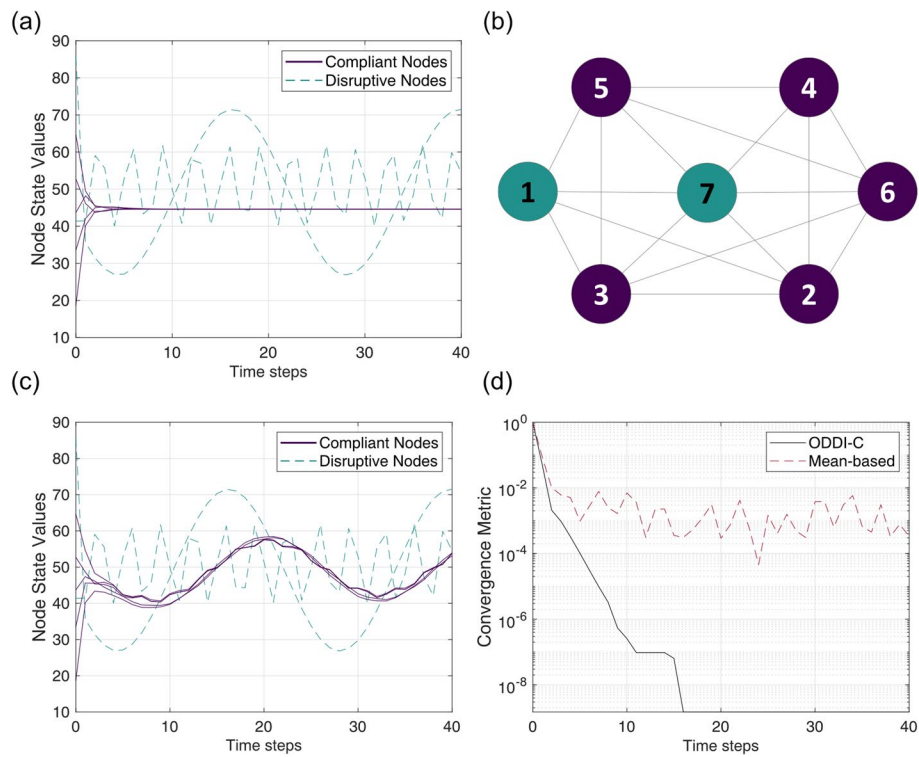 (a)
90
80
70
60
50
40
30
20
10
0
10
20
30
40
Node State Values
Time steps
Compliant Nodes
Disruptive Nodes
(b)
5
4
1
7
6
3
2
(c)
90
80
70
60
50
40
30
20
10
0
10
20
30
40
Node State Values
Time steps
Compliant Nodes
Disruptive Nodes
(d)
10^0
10^-2
10^-4
10^-6
10^-8
0
10
20
30
40
Convergence Metric
Time steps
ODDI-C
Mean-based